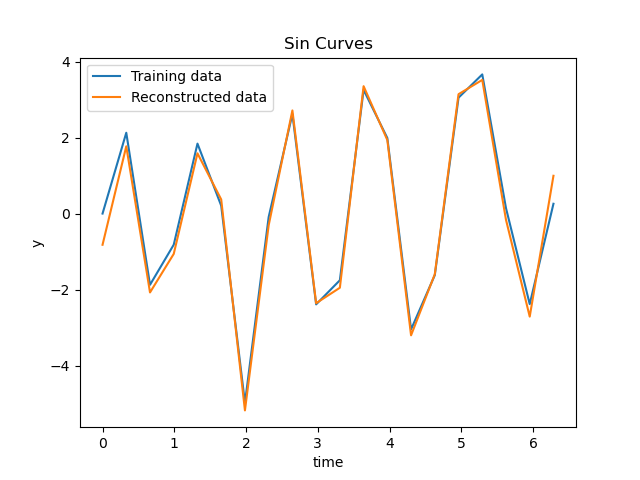 Sin Curves
Training data
Reconstructed data
4
2
0
−2
−4
y
0 1 2 3 4 5 6
time